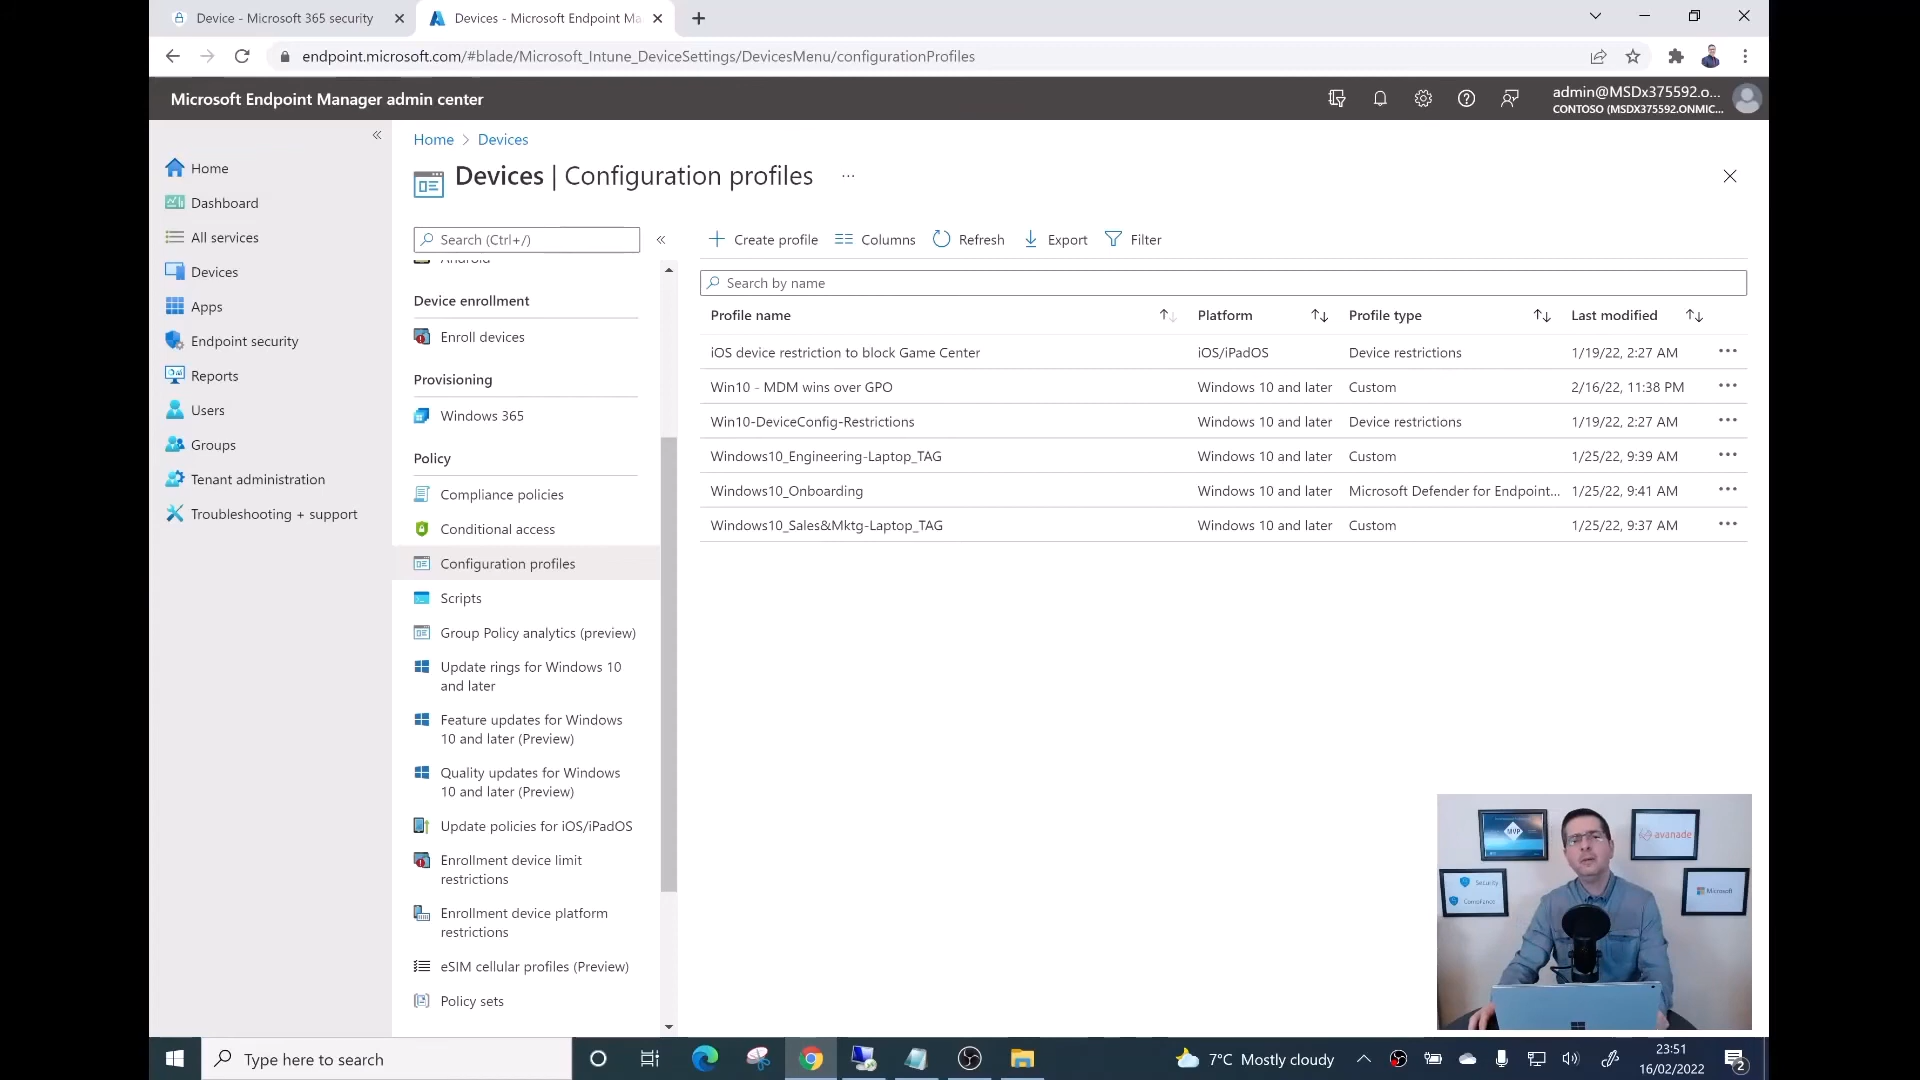 Device - Microsoft 365 security
Devices - Microsoft Endpoint Ma
endpoint.microsoft.com/#blade/Microsoft_Intune_DeviceSettings/DevicesMenu/configurationProfiles
Microsoft Endpoint Manager admin center
admin@MSDx375592.o...
CONTOSO (MSDX375592.ONMIC...
Home
Dashboard
All services
Devices
Apps
Endpoint security
Reports
Users
Groups
Tenant administration
Troubleshooting + support
Home > Devices
Devices | Configuration profiles ...
Search (Ctrl+/)
Android
Device enrollment
Enroll devices
Provisioning
Windows 365
Policy
Compliance policies
Conditional access
Configuration profiles
Scripts
Group Policy analytics (preview)
Update rings for Windows 10
and later
Feature updates for Windows
10 and later (Preview)
Quality updates for Windows
10 and later (Preview)
Update policies for iOS/iPadOS
Enrollment device limit
restrictions
Enrollment device platform
restrictions
eSIM cellular profiles (Preview)
Policy sets
Create profile Columns Refresh Export Filter
Search by name
Profile name Platform Profile type Last modified
iOS device restriction to block Game Center iOS/iPadOS Device restrictions 1/19/22, 2:27 AM
Win10 - MDM wins over GPO Windows 10 and later Custom 2/16/22, 11:38 PM
Win10-DeviceConfig-Restrictions Windows 10 and later Device restrictions 1/19/22, 2:27 AM
Windows10_Engineering-Laptop_TAG Windows 10 and later Custom 1/25/22, 9:39 AM
Windows10_Onboarding Windows 10 and later Microsoft Defender for Endpoint... 1/25/22, 9:41 AM
Windows10_Sales&Mktg-Laptop_TAG Windows 10 and later Custom 1/25/22, 9:37 AM
MVP
avanade
Security
Compliance
Microsoft
Type here to search
7°C Mostly cloudy
23:51
16/02/2022
2